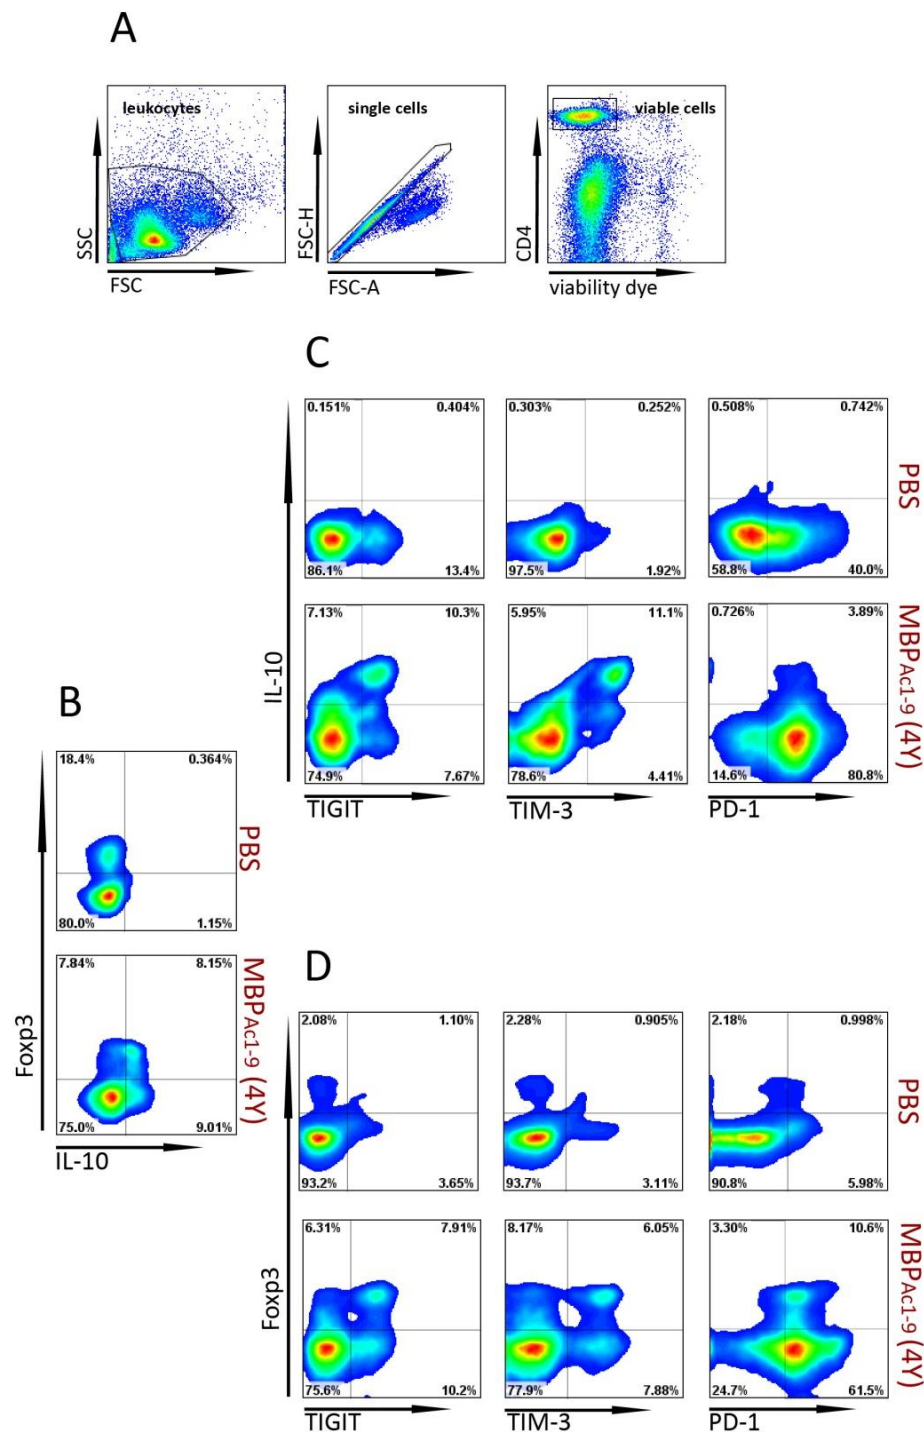 A
leukocytes
single cells
viable cells
SSC
FSC-H
CD4
FSC
FSC-A
viability dye
C
0.151% 0.404%
0.303% 0.252%
0.508% 0.742%
86.1% 13.4%
97.5% 1.92%
58.8% 40.0%
PBS
7.13% 10.3%
5.95% 11.1%
0.726% 3.89%
74.9% 7.67%
78.6% 4.41%
14.6% 80.8%
MBPAc1-9 (4Y)
IL-10
TIGIT
TIM-3
PD-1
B
18.4% 0.364%
80.0% 1.15%
PBS
7.84% 8.15%
75.0% 9.01%
MBPAc1-9 (4Y)
Foxp3
IL-10
D
2.08% 1.10%
2.28% 0.905%
2.18% 0.998%
93.2% 3.65%
93.7% 3.11%
90.8% 5.98%
PBS
6.31% 7.91%
8.17% 6.05%
3.30% 10.6%
75.6% 10.2%
77.9% 7.88%
24.7% 61.5%
MBPAc1-9 (4Y)
Foxp3
TIGIT
TIM-3
PD-1